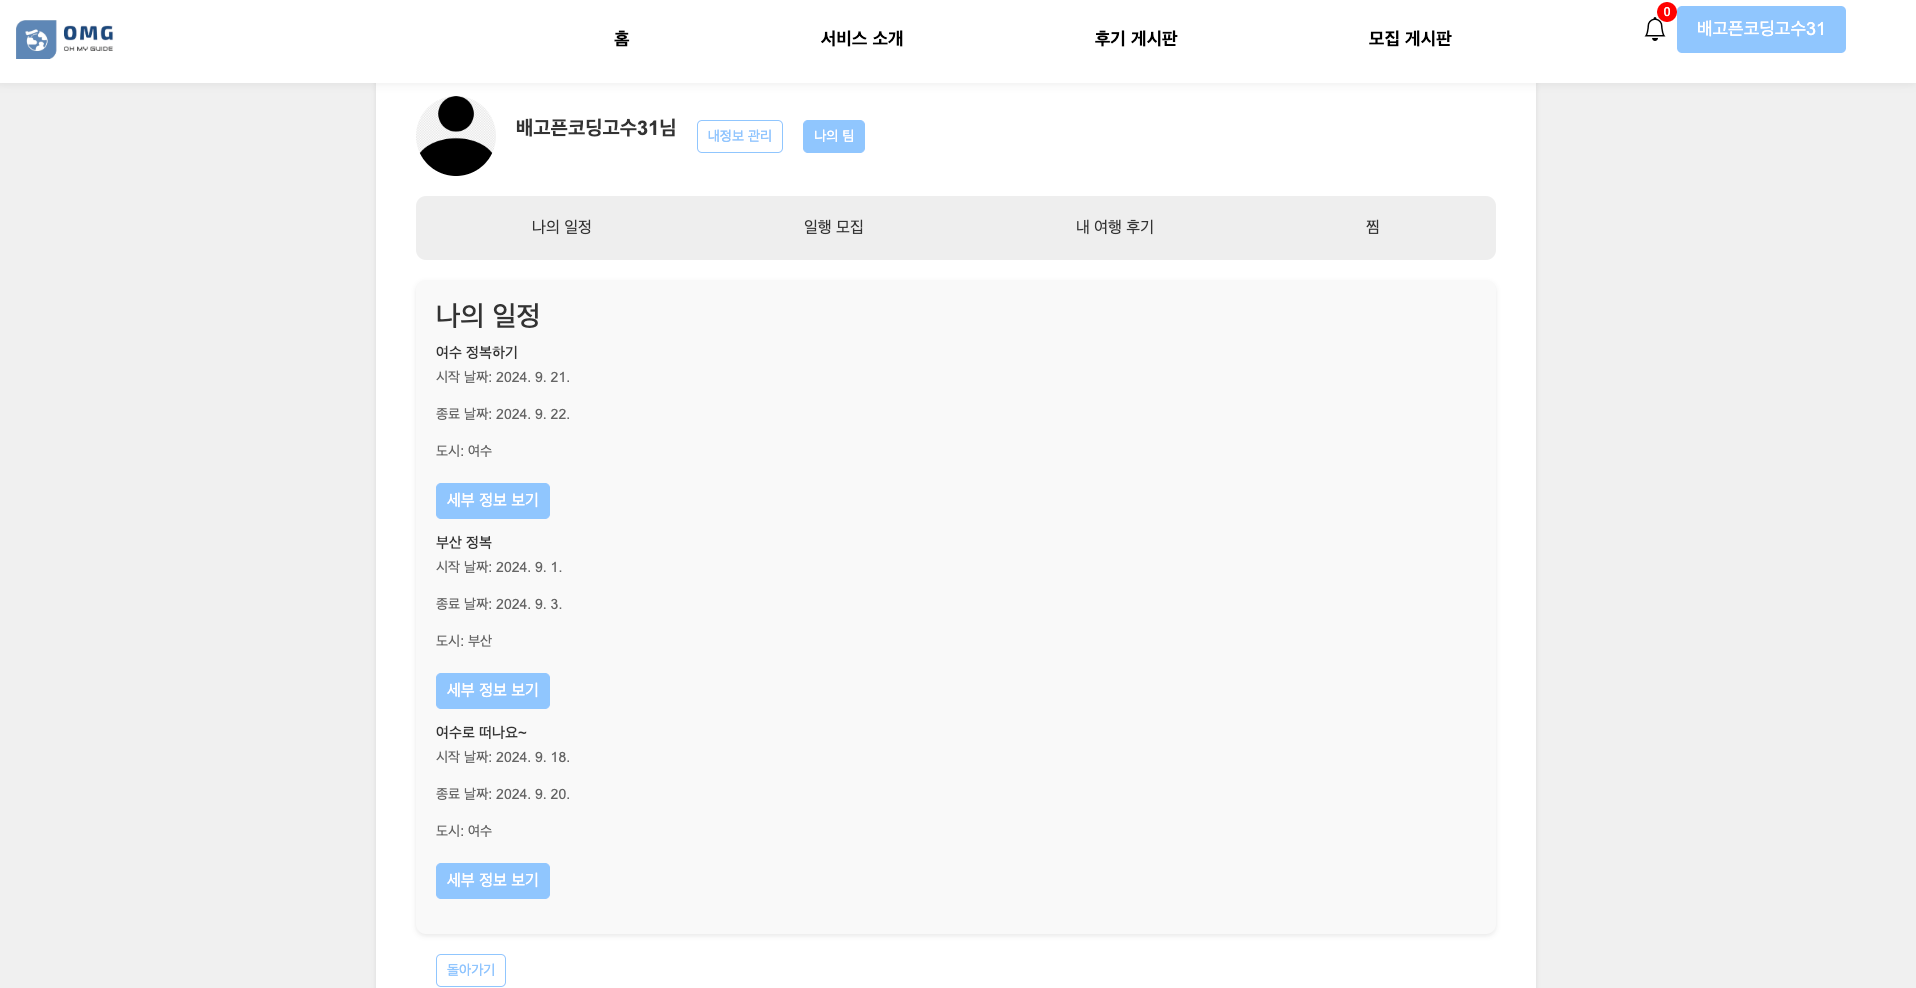 OMG
OH MY GUIDE
홈
서비스 소개
후기 게시판
모집 게시판
0
배고픈코딩고수31
배고픈코딩고수31님
내정보 관리
나의 팀
나의 일정
일행 모집
내 여행 후기
찜
나의 일정
여수 정복하기
시작 날짜: 2024. 9. 21.
종료 날짜: 2024. 9. 22.
도시: 여수
세부 정보 보기
부산 정복
시작 날짜: 2024. 9. 1.
종료 날짜: 2024. 9. 3.
도시: 부산
세부 정보 보기
여수로 떠나요~
시작 날짜: 2024. 9. 18.
종료 날짜: 2024. 9. 20.
도시: 여수
세부 정보 보기
돌아가기